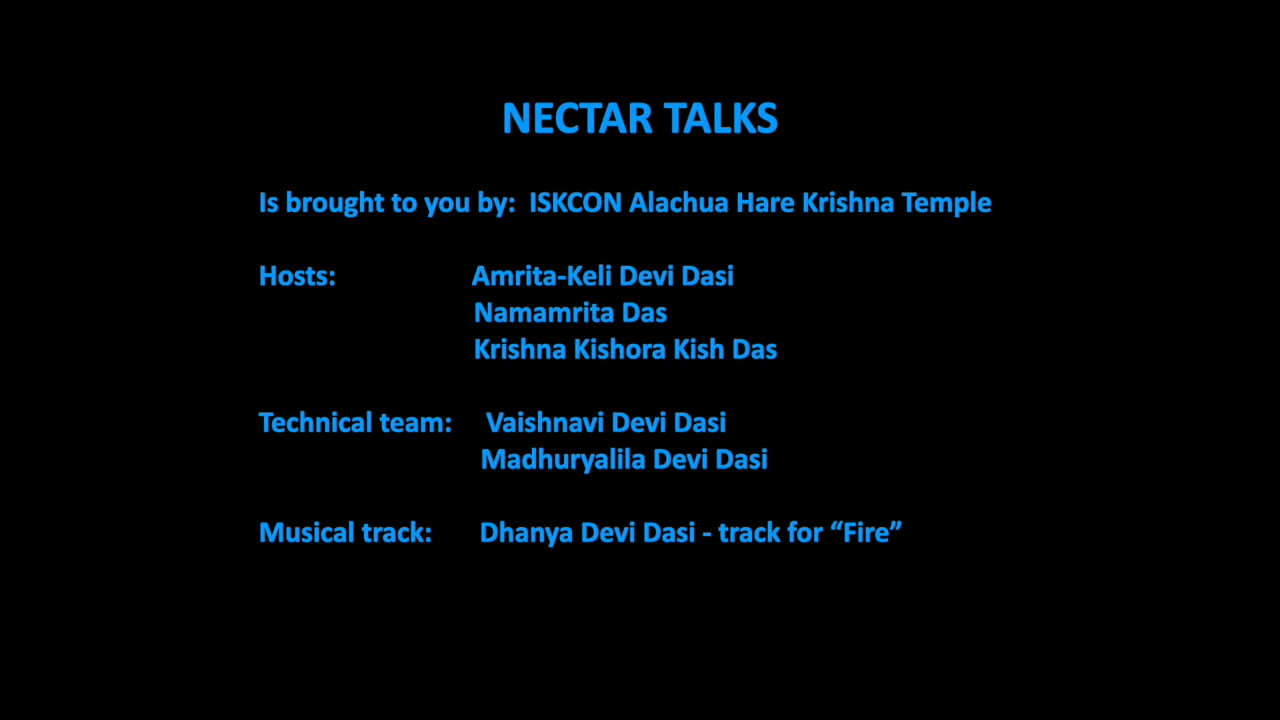 NECTAR TALKS
Is brought to you by: ISKCON Alachua Hare Krishna Temple
Hosts: Amrita-Keli Devi Dasi
Namamrita Das
Krishna Kishora Kish Das
Technical team: Vaishnavi Devi Dasi
Madhuryalila Devi Dasi
Musical track: Dhanya Devi Dasi - track for “Fire”